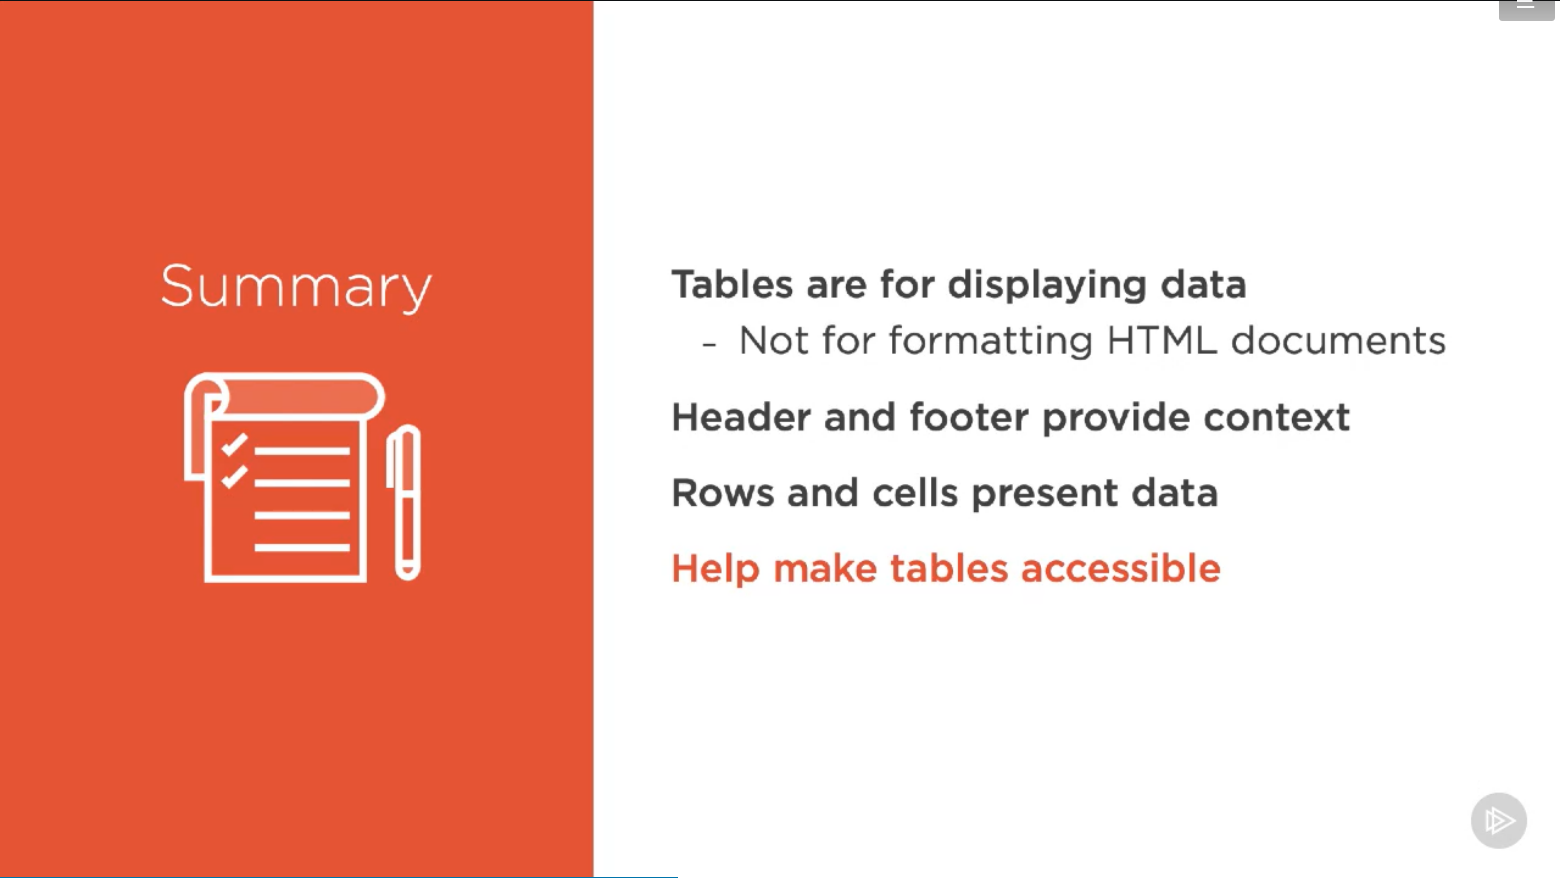 Summary
Tables are for displaying data
- Not for formatting HTML documents
Header and footer provide context
Rows and cells present data
Help make tables accessible